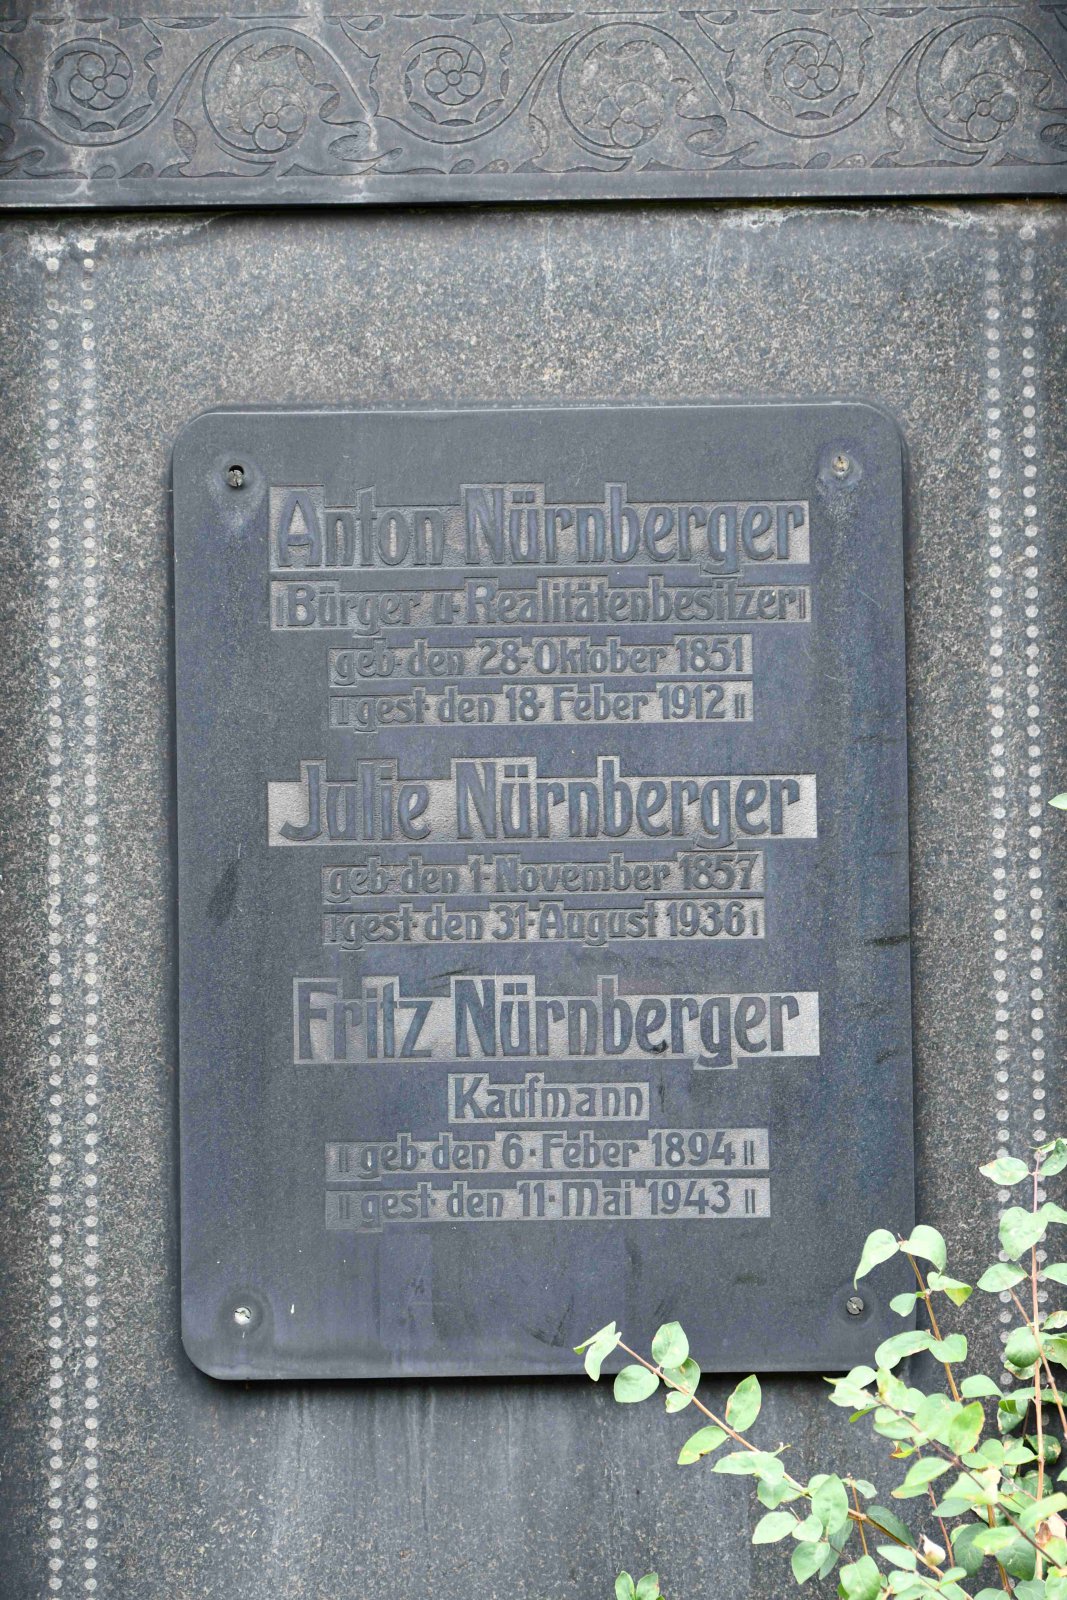 Anton Nürnberger
Bürger u. Realitätenbesitzer
geb. den 28. Oktober 1851
gest. den 18. Feber 1912
Julie Nürnberger
geb. den 1. November 1857
gest. den 31. August 1936
Fritz Nürnberger
Kaufmann
geb. den 6. Feber 1894
gest. den 11. Mai 1943